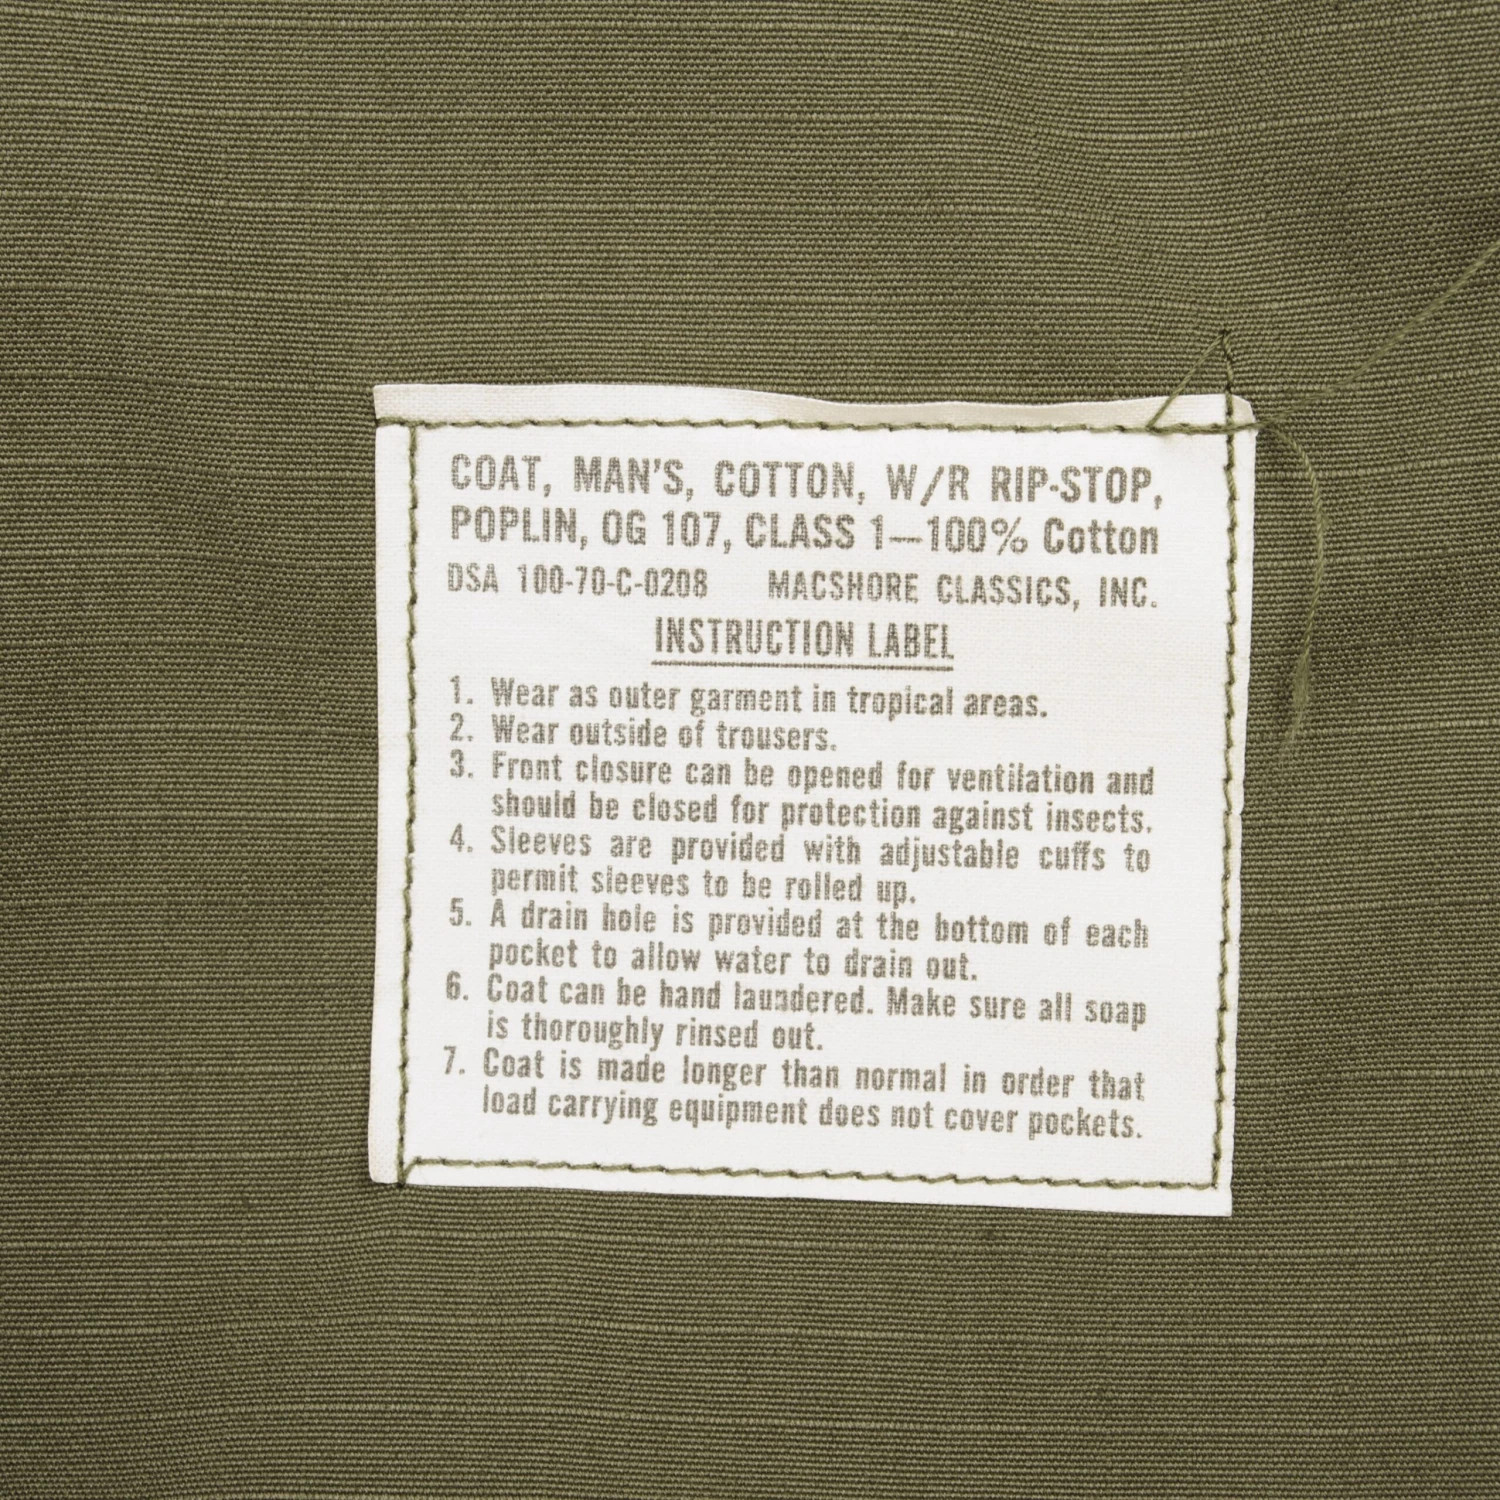 COAT, MAN'S, COTTON, W/R RIP-STOP,
POPLIN, OG 107, CLASS 1—100% Cotton
DSA 100-70-C-0208 MACSHORE CLASSICS, INC.
INSTRUCTION LABEL
1. Wear as outer garment in tropical areas.
2. Wear outside of trousers.
3. Front closure can be opened for ventilation and
should be closed for protection against insects.
4. Sleeves are provided with adjustable cuffs to
permit sleeves to be rolled up.
5. A drain hole is provided at the bottom of each
pocket to allow water to drain out.
6. Coat can be hand laundered. Make sure all soap
is thoroughly rinsed out.
7. Coat is made longer than normal in order that
load carrying equipment does not cover pockets.